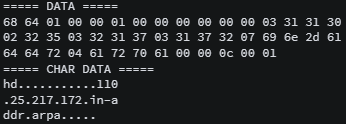 ===== DATA =====
68 64 01 00 00 01 00 00 00 00 00 00 03 31 31 30
02 32 35 03 32 31 37 03 31 37 32 07 69 6e 2d 61
64 64 72 04 61 72 70 61 00 00 0c 00 01
===== CHAR DATA =====
hd...........110
.25.217.172.in-a
ddr.arpa.....